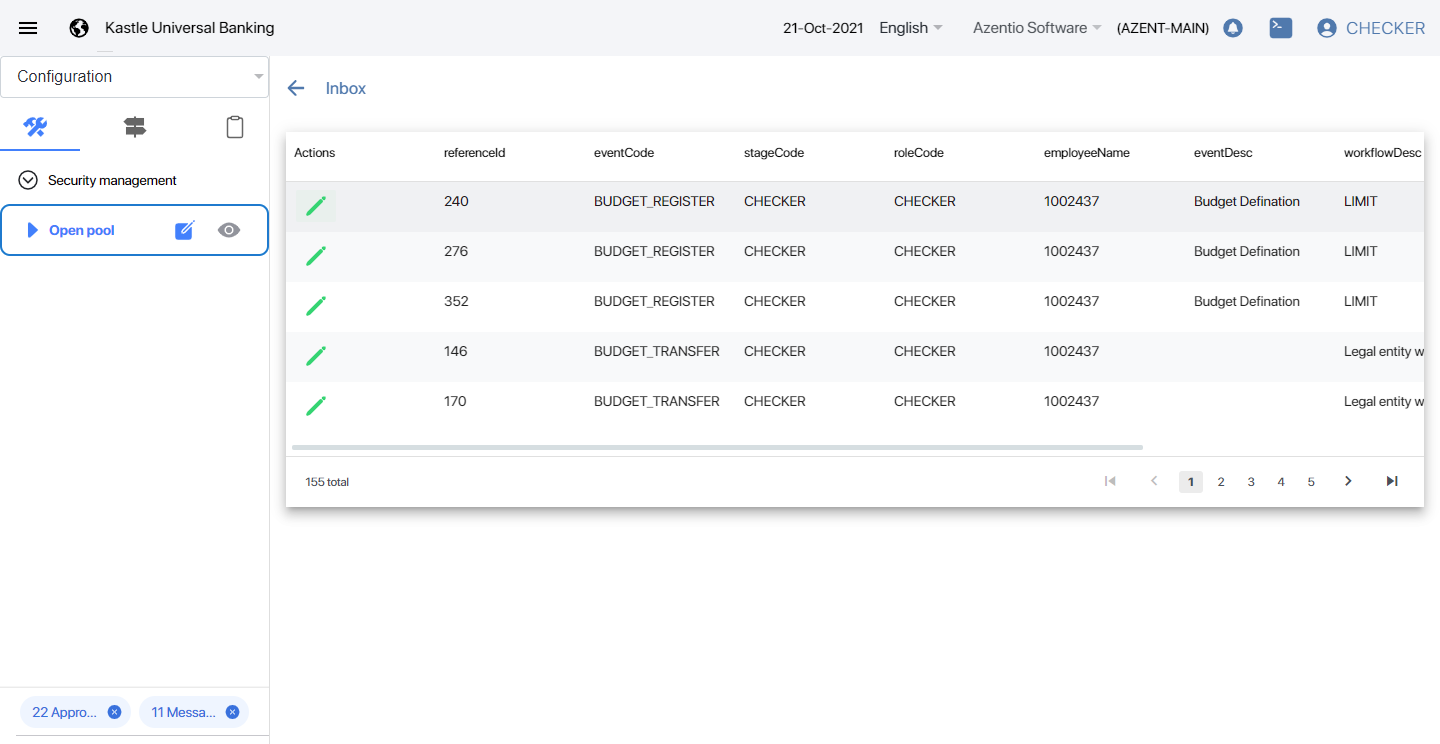 Kastle Universal Banking 21-Oct-2021 English Azentio Software (AZENT-MAIN) CHECKER
Configuration
Security management
Open pool
22 Appro...
11 Messa...
Inbox
Actions referenceId eventCode stageCode roleCode employeeName eventDesc workflowDesc
240 BUDGET_REGISTER CHECKER CHECKER 1002437 Budget Defination LIMIT
276 BUDGET_REGISTER CHECKER CHECKER 1002437 Budget Defination LIMIT
352 BUDGET_REGISTER CHECKER CHECKER 1002437 Budget Defination LIMIT
146 BUDGET_TRANSFER CHECKER CHECKER 1002437 Legal entity w
170 BUDGET_TRANSFER CHECKER CHECKER 1002437 Legal entity w
155 total 1 2 3 4 5